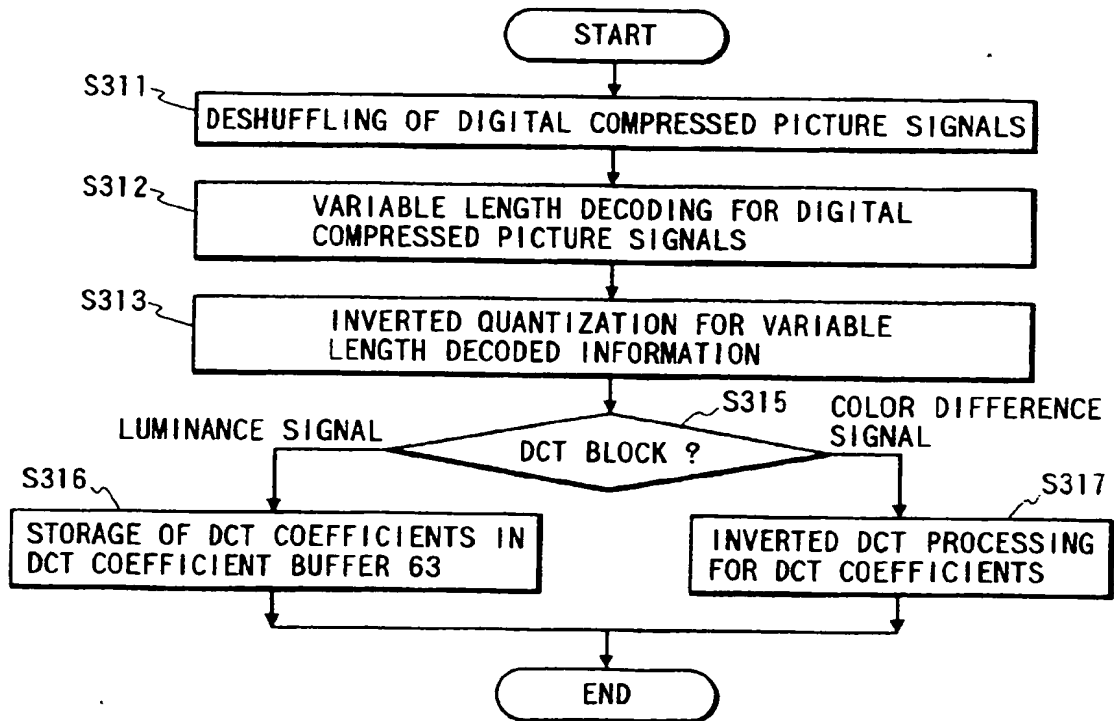 START
S311
DESHUFFLING OF DIGITAL COMPRESSED PICTURE SIGNALS
S312
VARIABLE LENGTH DECODING FOR DIGITAL
COMPRESSED PICTURE SIGNALS
S313
INVERTED QUANTIZATION FOR VARIABLE
LENGTH DECODED INFORMATION
S315
LUMINANCE SIGNAL
DCT BLOCK ?
COLOR DIFFERENCE
SIGNAL
S316
STORAGE OF DCT COEFFICIENTS IN
DCT COEFFICIENT BUFFER 63
S317
INVERTED DCT PROCESSING
FOR DCT COEFFICIENTS
END